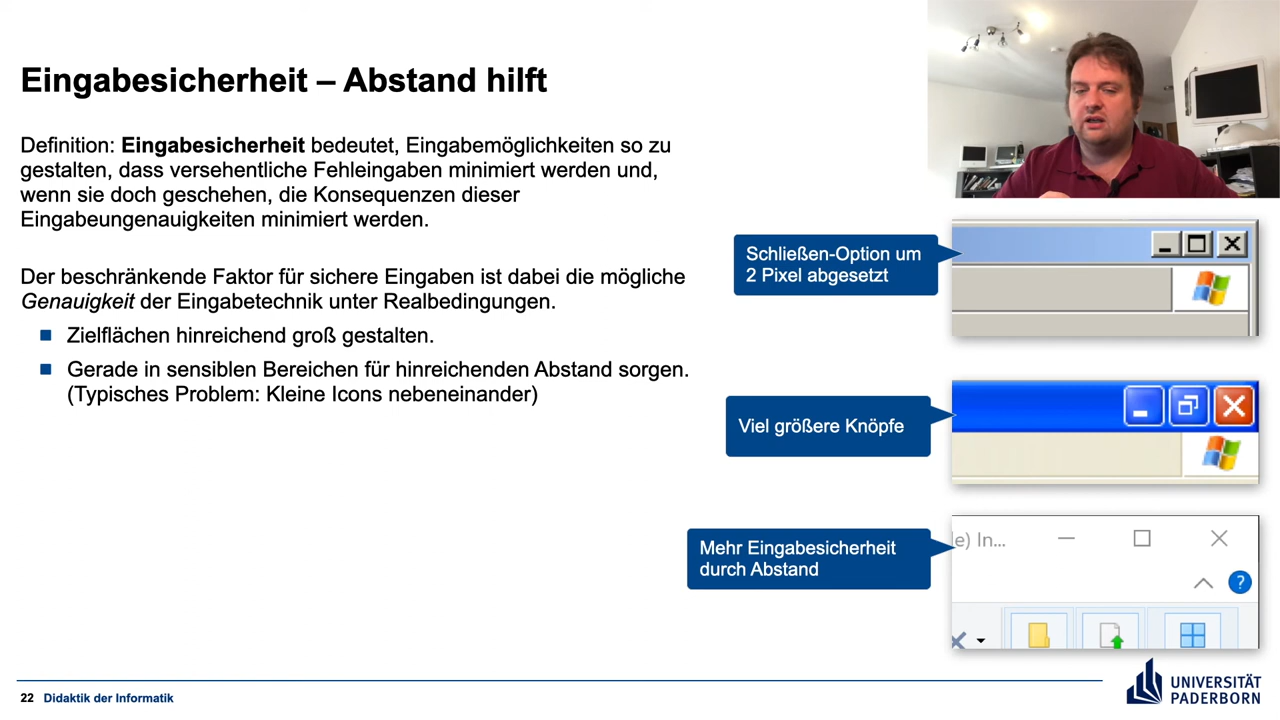 Eingabesicherheit – Abstand hilft
Definition: Eingabesicherheit bedeutet, Eingabemöglichkeiten so zu
gestalten, dass versehentliche Fehleingaben minimiert werden und,
wenn sie doch geschehen, die Konsequenzen dieser
Eingabeungenauigkeiten minimiert werden.
Der beschränkende Faktor für sichere Eingaben ist dabei die mögliche
Genauigkeit der Eingabetechnik unter Realbedingungen.
Zielflächen hinreichend groß gestalten.
Gerade in sensiblen Bereichen für hinreichenden Abstand sorgen.
(Typisches Problem: Kleine Icons nebeneinander)
Schließen-Option um
2 Pixel abgesetzt
Viel größere Knöpfe
Mehr Eingabesicherheit
durch Abstand
le) In...
?
22 Didaktik der Informatik
UNIVERSITÄT
PADERBORN